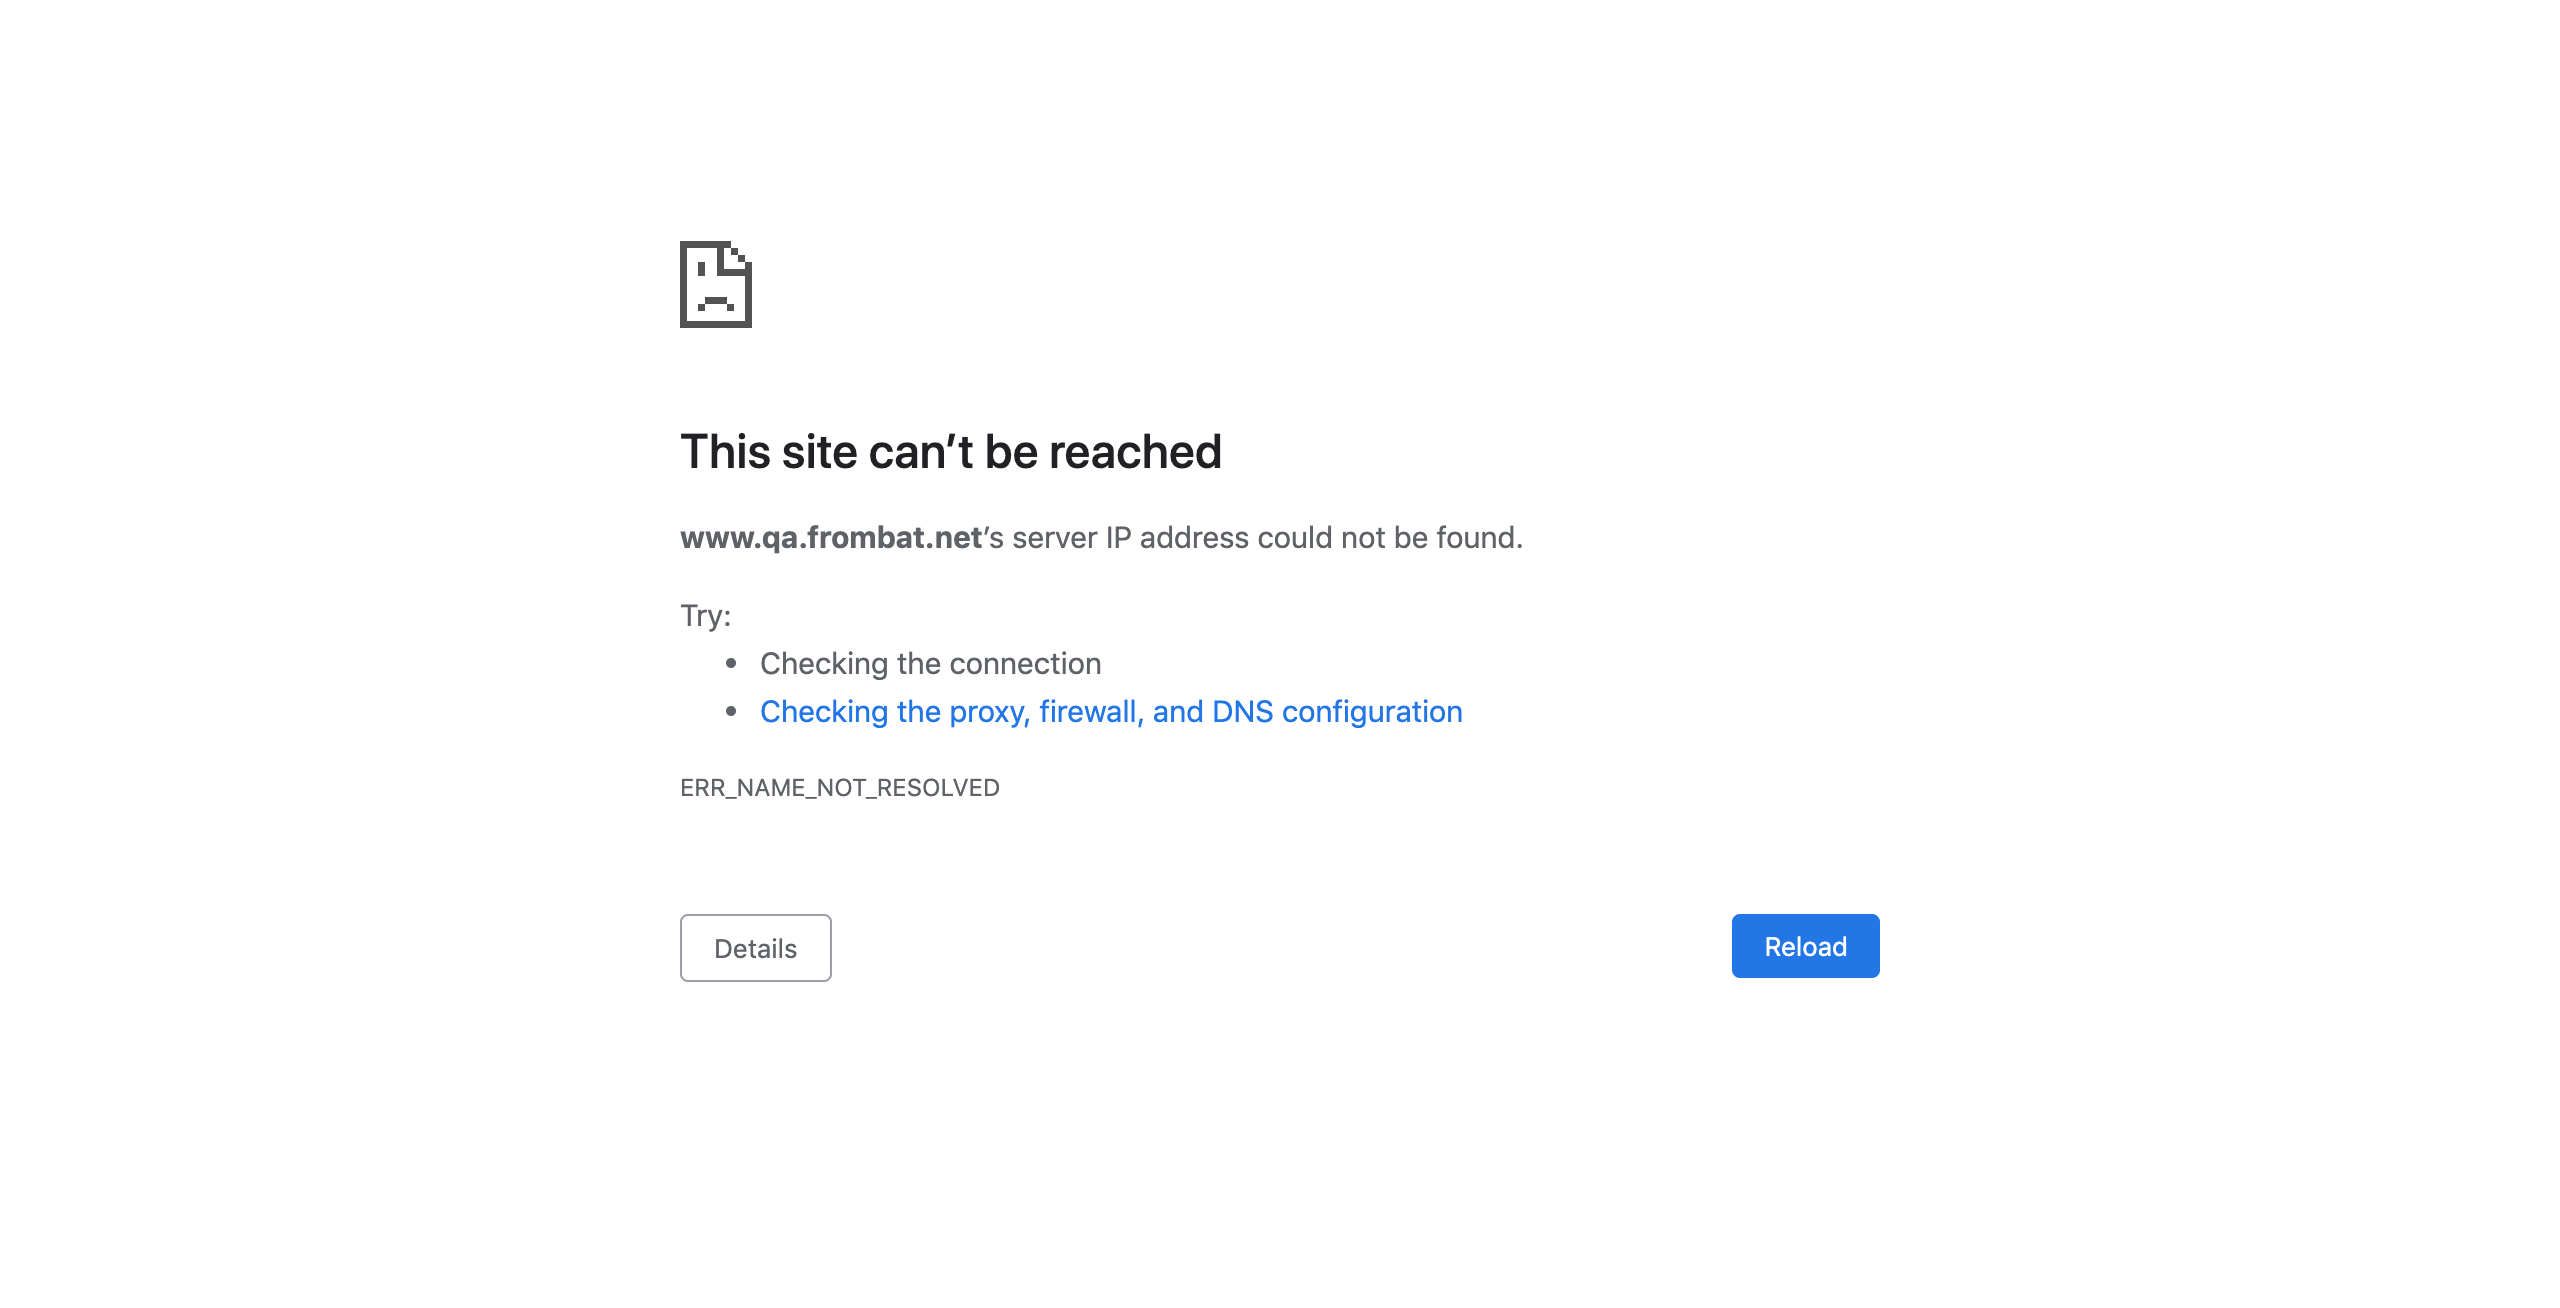 This site can’t be reached
www.qa.frombat.net’s server IP address could not be found.
Try:
• Checking the connection
• Checking the proxy, firewall, and DNS configuration
ERR_NAME_NOT_RESOLVED
Details
Reload